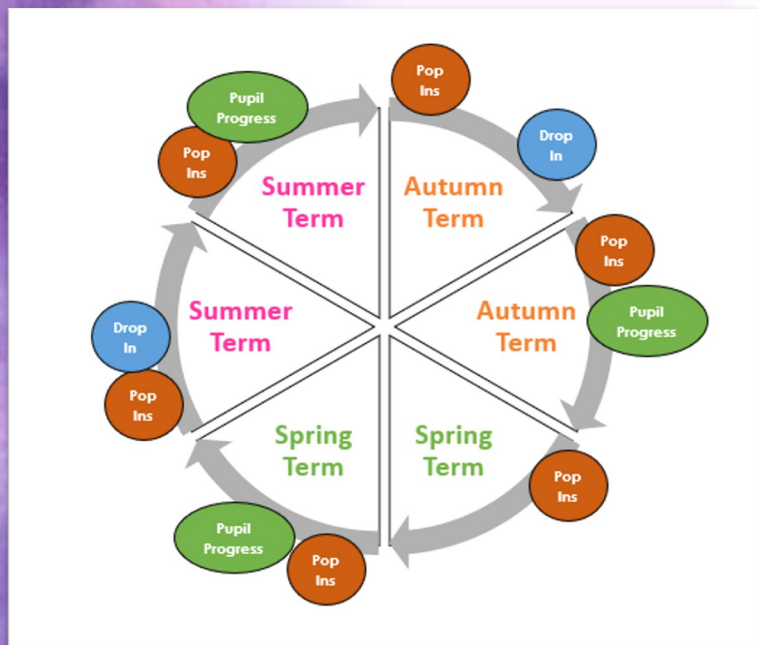 Pop
Ins
Pupil
Progress
Pop
Ins
Drop
In
Summer
Term
Autumn
Term
Pop
Ins
Pupil
Progress
Summer
Term
Autumn
Term
Drop
In
Pop
Ins
Spring
Term
Spring
Term
Pop
Ins
Pupil
Progress
Pop
Ins